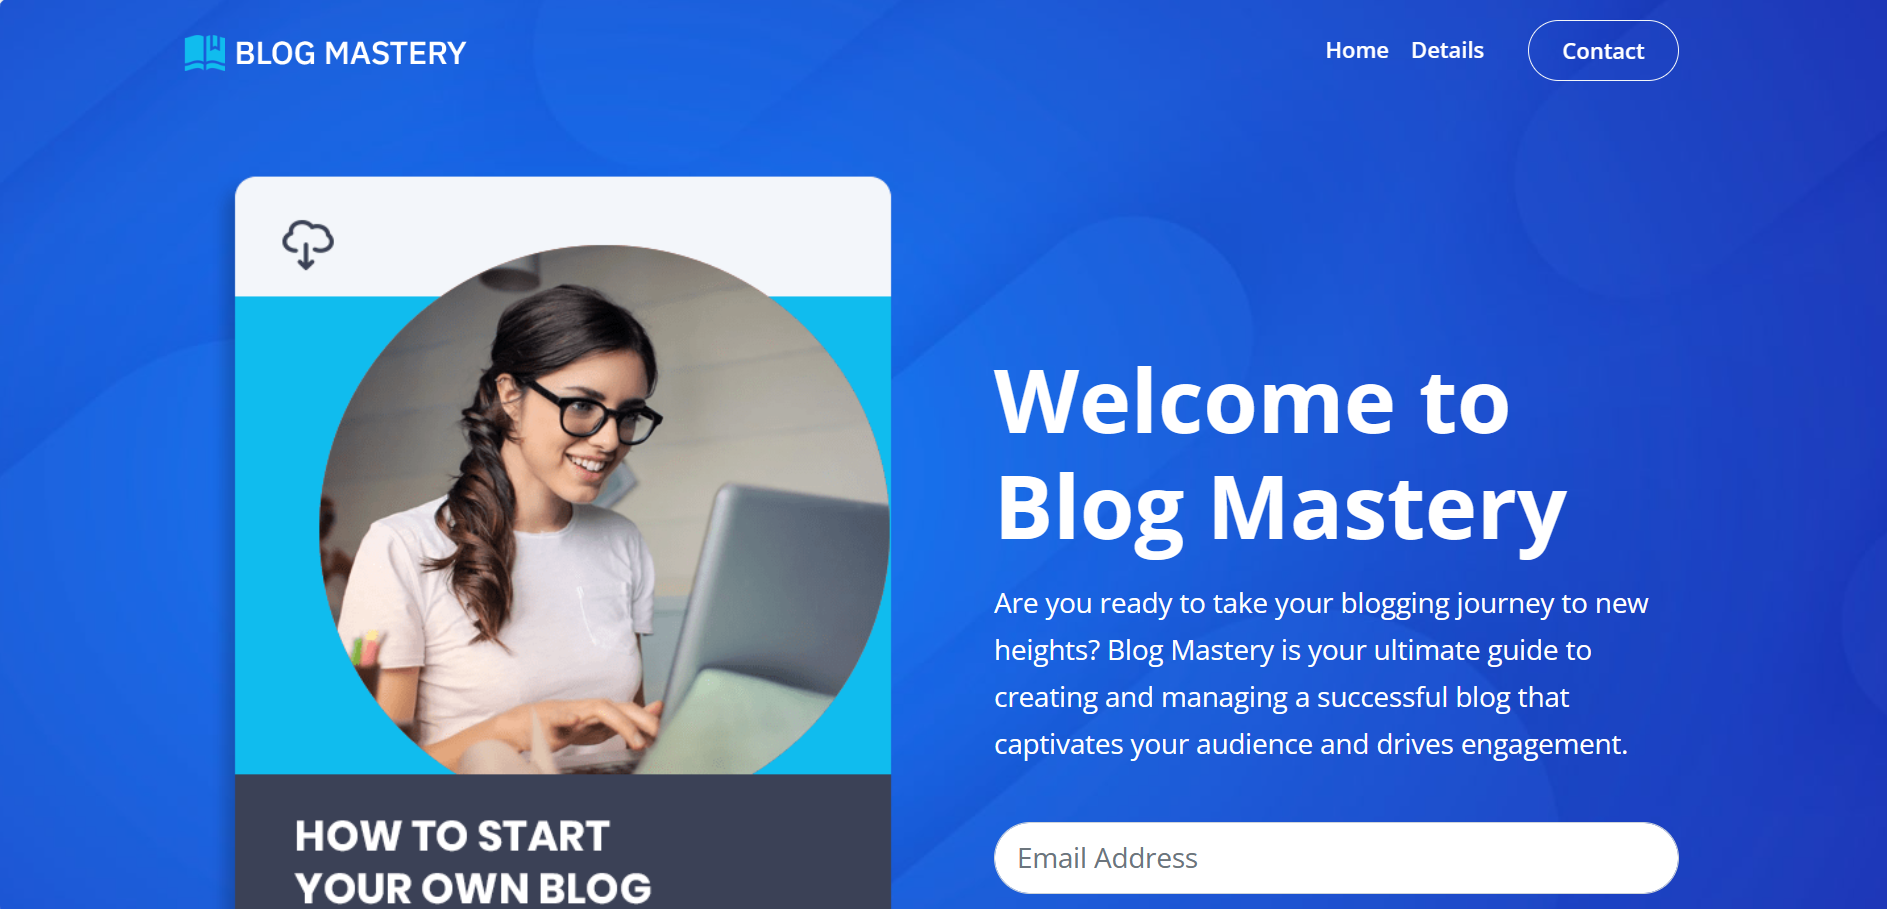 BLOG MASTERY
Home Details Contact
Welcome to
Blog Mastery
Are you ready to take your blogging journey to new
heights? Blog Mastery is your ultimate guide to
creating and managing a successful blog that
captivates your audience and drives engagement.
Email Address
HOW TO START
YOUR OWN BLOG